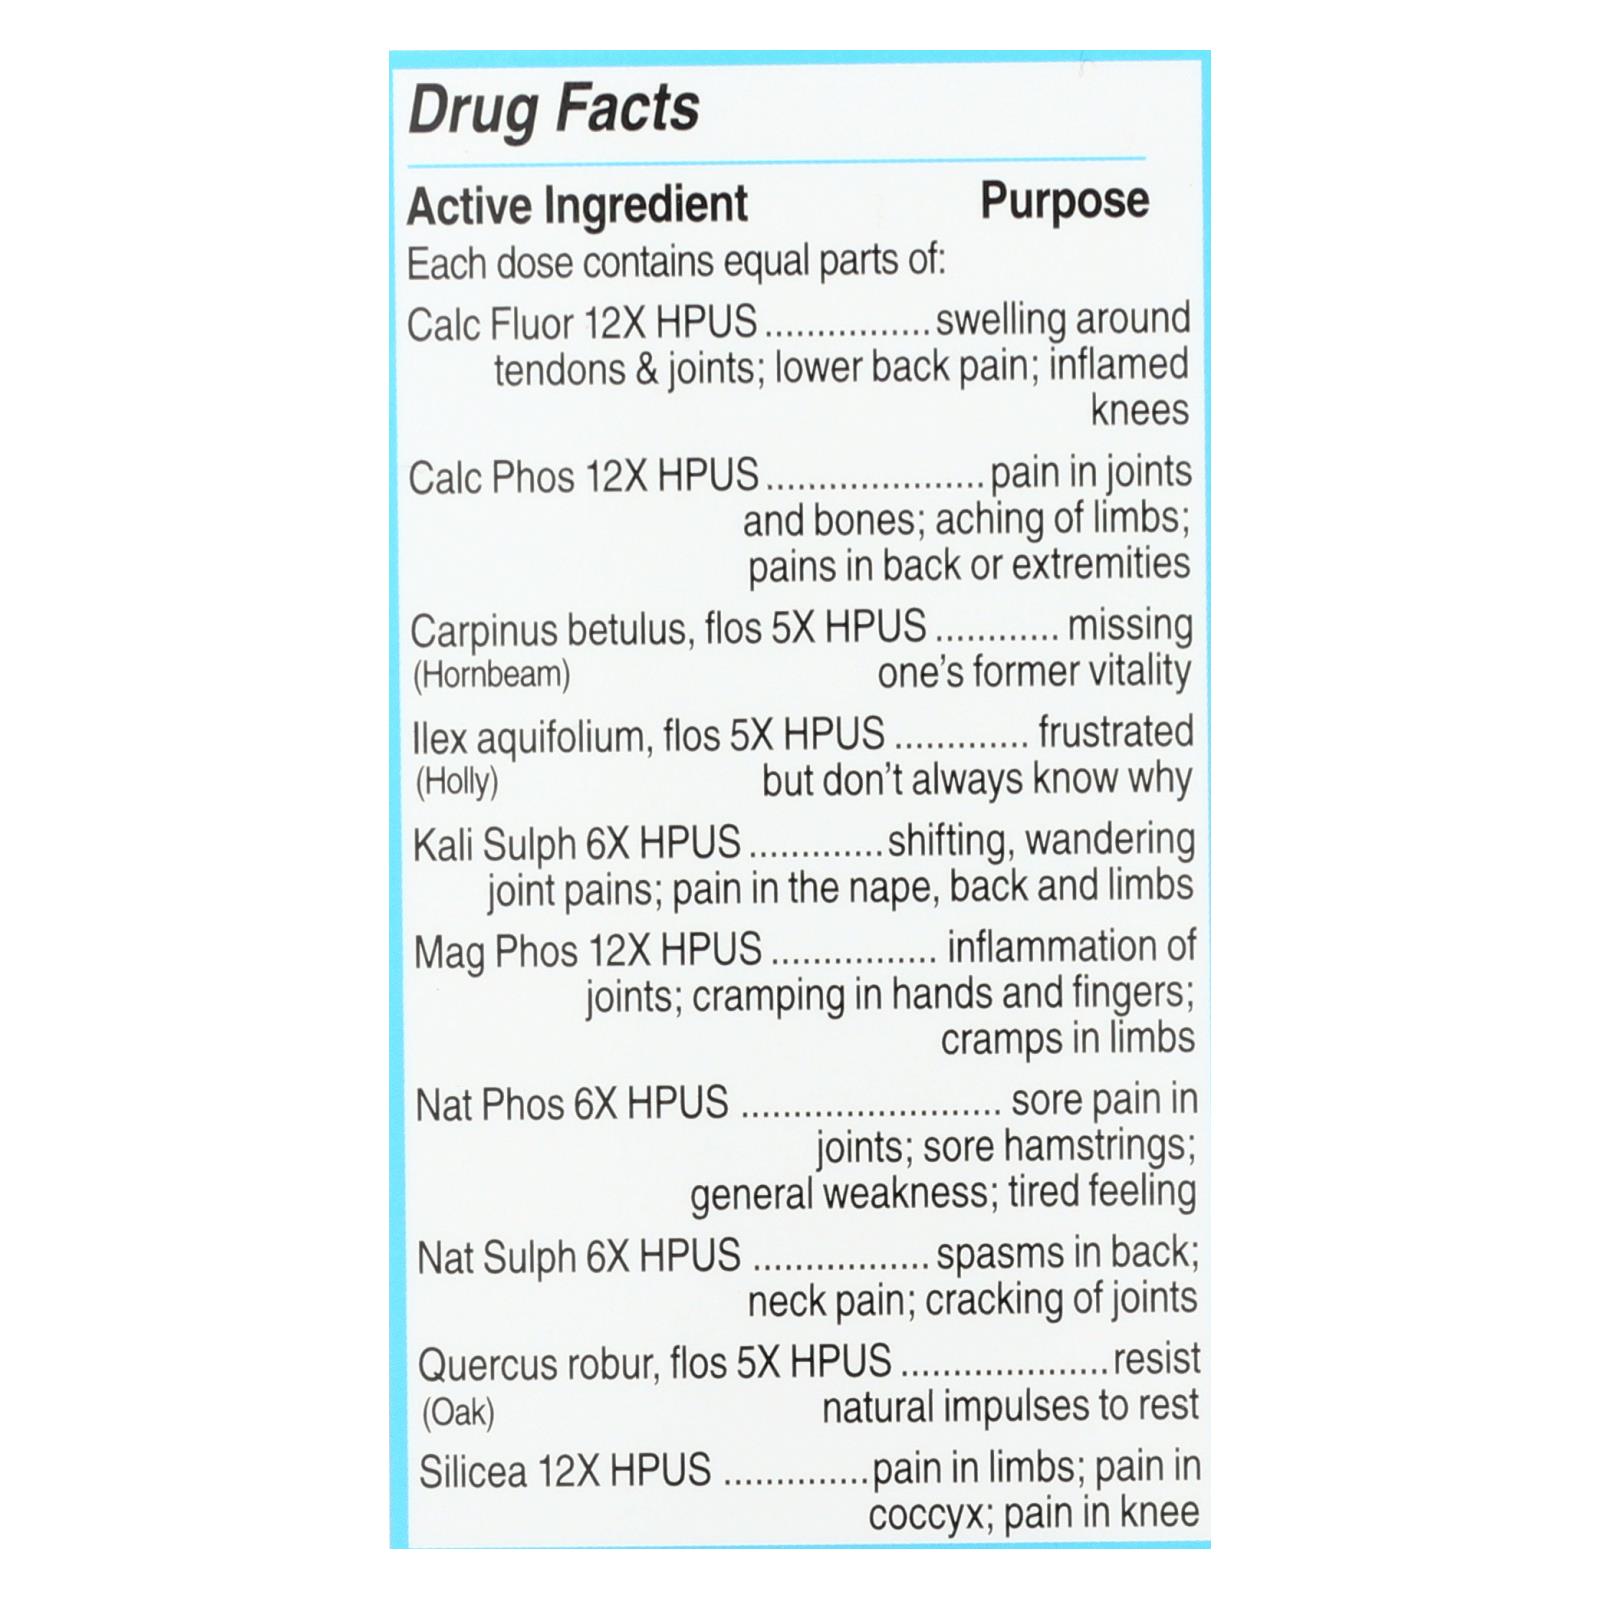 Drug Facts
Active Ingredient Purpose
Each dose contains equal parts of:
Calc Fluor 12X HPUS ................ swelling around
tendons & joints; lower back pain; inflamed
knees
Calc Phos 12X HPUS ..................... pain in joints
and bones; aching of limbs;
pains in back or extremities
Carpinus betulus, flos 5X HPUS ............ missing
(Hornbeam) one's former vitality
Ilex aquifolium, flos 5X HPUS ............. frustrated
(Holly) but don't always know why
Kali Sulph 6X HPUS ............. shifting, wandering
joint pains; pain in the nape, back and limbs
Mag Phos 12X HPUS ................ inflammation of
joints; cramping in hands and fingers;
cramps in limbs
Nat Phos 6X HPUS ......................... sore pain in
joints; sore hamstrings;
general weakness; tired feeling
Nat Sulph 6X HPUS ................. spasms in back;
neck pain; cracking of joints
Quercus robur, flos 5X HPUS .................... resist
(Oak) natural impulses to rest
Silicea 12X HPUS .............. pain in limbs; pain in
coccyx; pain in knee